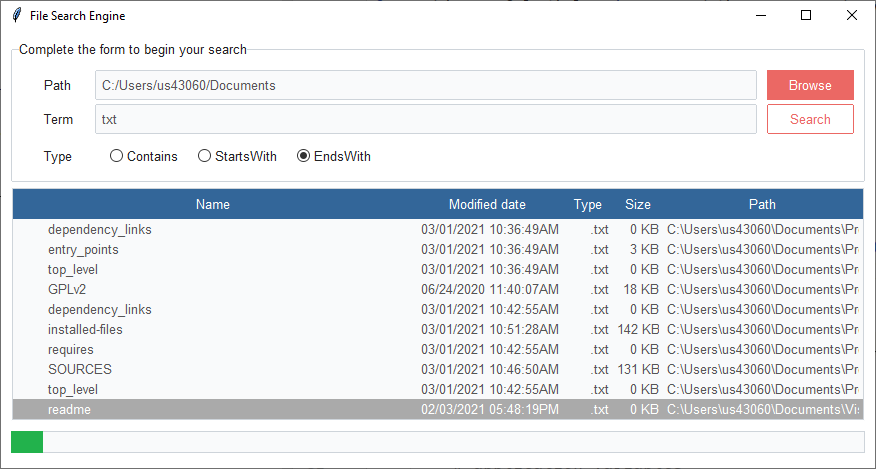 File Search Engine
Complete the form to begin your search
Path C:/Users/us43060/Documents Browse
Term txt Search
Type Contains StartsWith EndsWith
Name Modified date Type Size Path
dependency_links 03/01/2021 10:36:49AM .txt 0 KB C:\Users\us43060\Documents\Pr
entry_points 03/01/2021 10:36:49AM .txt 3 KB C:\Users\us43060\Documents\Pr
top_level 03/01/2021 10:36:49AM .txt 0 KB C:\Users\us43060\Documents\Pr
GPLv2 06/24/2020 11:40:07AM .txt 18 KB C:\Users\us43060\Documents\Pr
dependency_links 03/01/2021 10:42:55AM .txt 0 KB C:\Users\us43060\Documents\Pr
installed-files 03/01/2021 10:51:28AM .txt 142 KB C:\Users\us43060\Documents\Pr
requires 03/01/2021 10:42:55AM .txt 0 KB C:\Users\us43060\Documents\Pr
SOURCES 03/01/2021 10:46:50AM .txt 131 KB C:\Users\us43060\Documents\Pr
top_level 03/01/2021 10:42:55AM .txt 0 KB C:\Users\us43060\Documents\Pr
readme 02/03/2021 05:48:19PM .txt 0 KB C:\Users\us43060\Documents\Vis